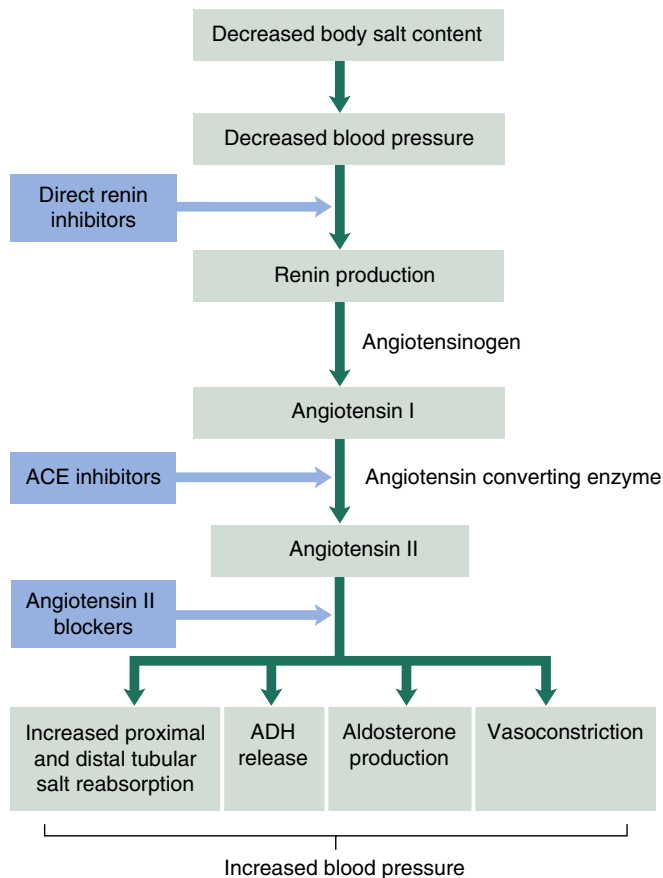 Decreased body salt content
Decreased blood pressure
Direct renin
inhibitors
Renin production
Angiotensinogen
Angiotensin I
ACE inhibitors
Angiotensin converting enzyme
Angiotensin II
Angiotensin II
blockers
Increased proximal
and distal tubular
salt reabsorption
ADH
release
Aldosterone
production
Vasoconstriction
Increased blood pressure